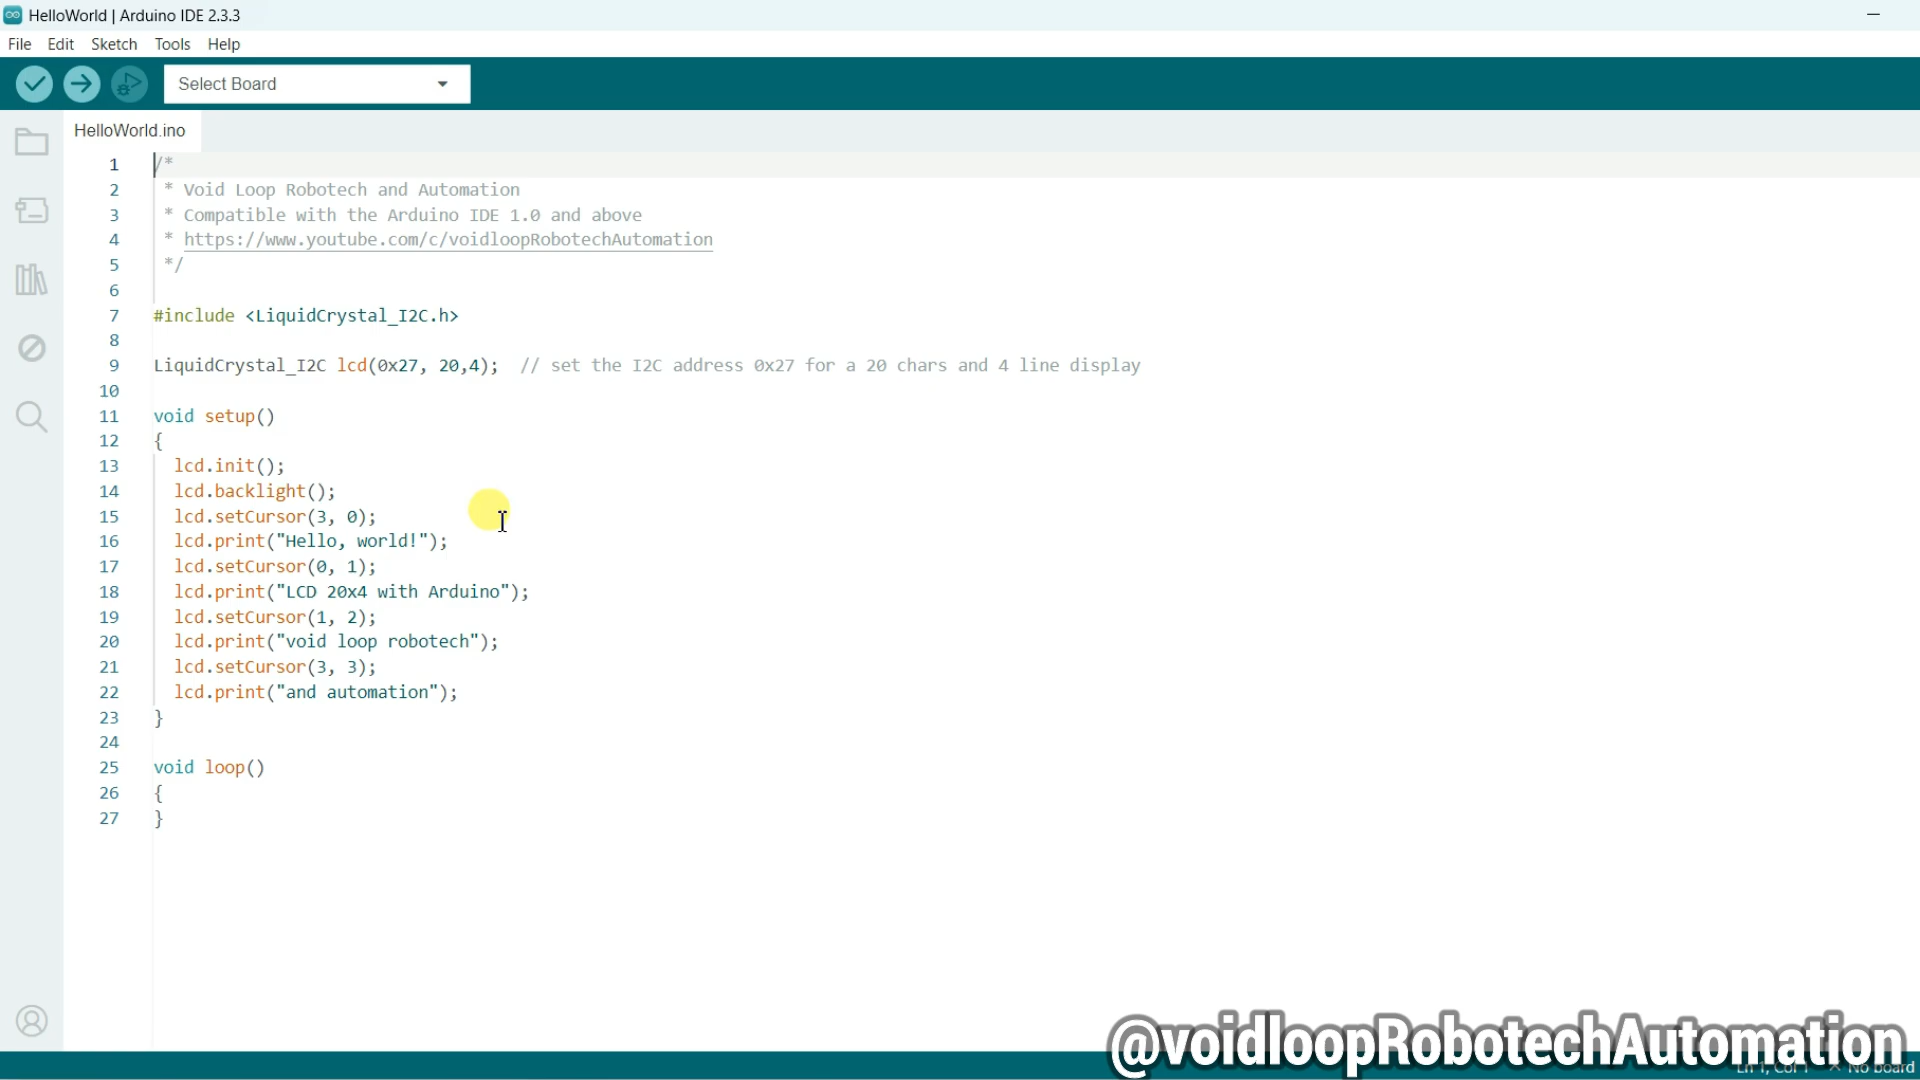 HelloWorld | Arduino IDE 2.3.3
File Edit Sketch Tools Help
Select Board
HelloWorld.ino
1 /*
2 * Void Loop Robotech and Automation
3 * Compatible with the Arduino IDE 1.0 and above
4 * https://www.youtube.com/c/voidloopRobotechAutomation
5 */
6
7 #include <LiquidCrystal_I2C.h>
8
9 LiquidCrystal_I2C lcd(0x27, 20,4); // set the I2C address 0x27 for a 20 chars and 4 line display
10
11 void setup()
12 {
13 lcd.init();
14 lcd.backlight();
15 lcd.setCursor(3, 0);
16 lcd.print("Hello, world!");
17 lcd.setCursor(0, 1);
18 lcd.print("LCD 20x4 with Arduino");
19 lcd.setCursor(1, 2);
20 lcd.print("void loop robotech");
21 lcd.setCursor(3, 3);
22 lcd.print("and automation");
23 }
24
25 void loop()
26 {
27 }
@voidloopRobotechAutomation
Ln 1, Col 1 × No board